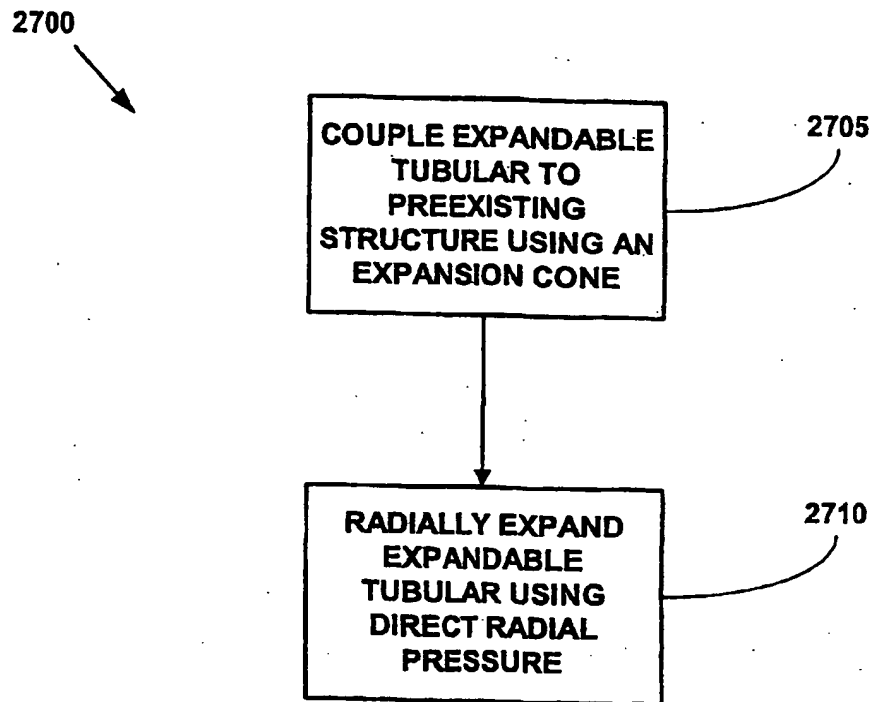 2700
COUPLE EXPANDABLE
TUBULAR TO
PREEXISTING
STRUCTURE USING AN
EXPANSION CONE
2705
RADIALLY EXPAND
EXPANDABLE
TUBULAR USING
DIRECT RADIAL
PRESSURE
2710